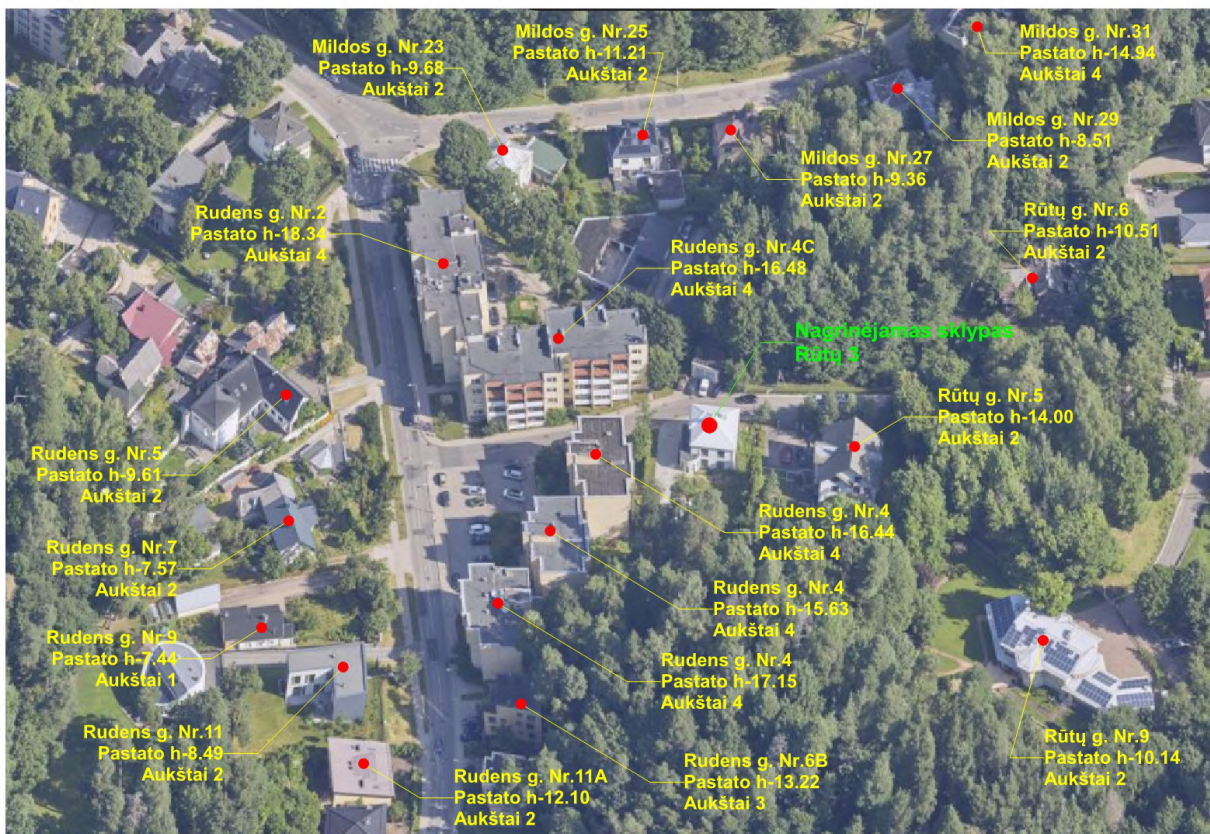 Mildos g. Nr.23
Pastato h-9.68
Aukštai 2
Mildos g. Nr.25
Pastato h-11.21
Aukštai 2
Mildos g. Nr.31
Pastato h-14.94
Aukštai 4
Mildos g. Nr.29
Pastato h-8.51
Aukštai 2
Mildos g. Nr.27
Pastato h-9.36
Aukštai 2
Rudens g. Nr.2
Pastato h-18.34
Aukštai 4
Rūtų g. Nr.6
Pastato h-10.51
Aukštai 2
Rudens g. Nr.4C
Pastato h-16.48
Aukštai 4
Nagrinėjamas sklypas
Rūtų 3
Rūtų g. Nr.5
Pastato h-14.00
Aukštai 2
Rudens g. Nr.5
Pastato h-9.61
Aukštai 2
Rudens g. Nr.4
Pastato h-16.44
Aukštai 4
Rudens g. Nr.7
Pastato h-7.57
Aukštai 2
Rudens g. Nr.4
Pastato h-15.63
Aukštai 4
Rudens g. Nr.9
Pastato h-7.44
Aukštai 1
Rudens g. Nr.4
Pastato h-17.15
Aukštai 4
Rudens g. Nr.11
Pastato h-8.49
Aukštai 2
Rūtų g. Nr.9
Pastato h-10.14
Aukštai 2
Rudens g. Nr.6B
Pastato h-13.22
Aukštai 3
Rudens g. Nr.11A
Pastato h-12.10
Aukštai 2